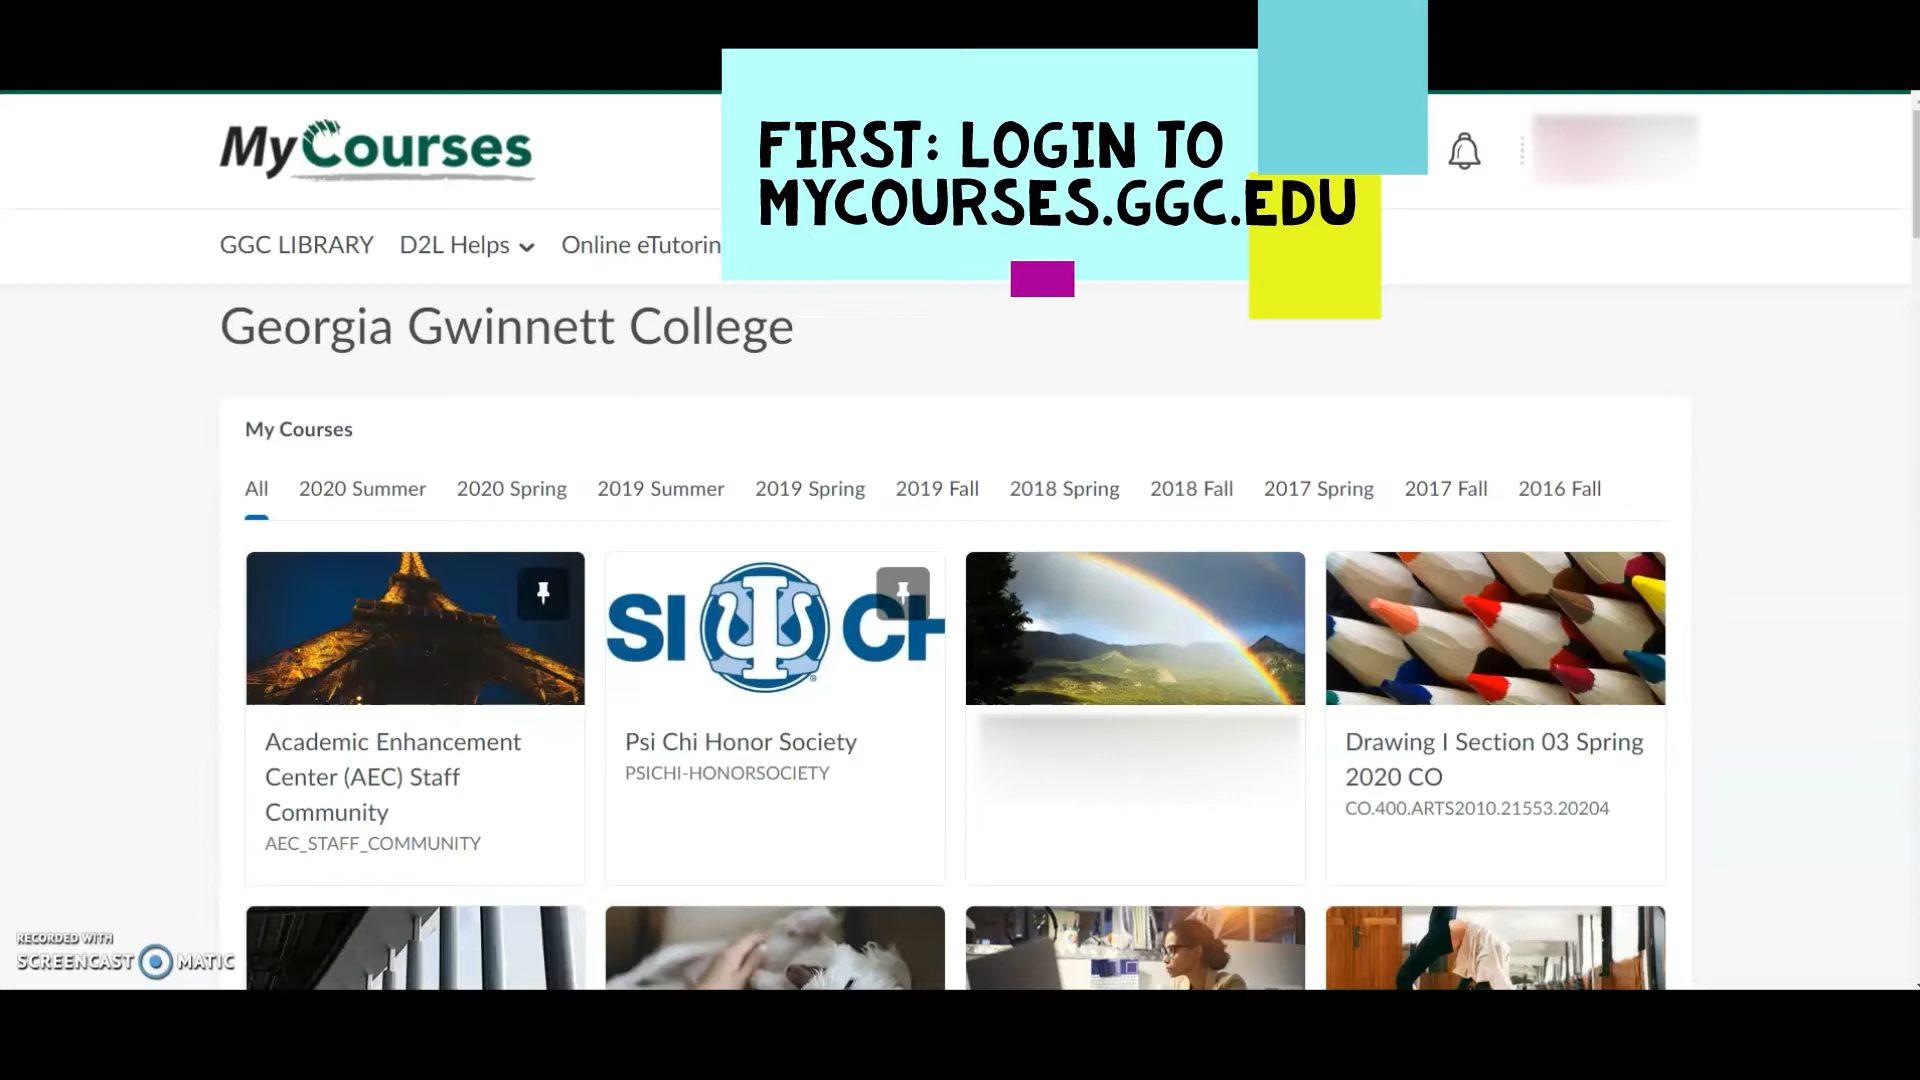 FIRST: LOGIN TO
MYCOURSES.GGC.EDU
MyCourses
GGC LIBRARY D2L Helps Online eTutorin
Georgia Gwinnett College
My Courses
All 2020 Summer 2020 Spring 2019 Summer 2019 Spring 2019 Fall 2018 Spring 2018 Fall 2017 Spring 2017 Fall 2016 Fall
SI Ψ CH
®
Academic Enhancement
Center (AEC) Staff
Community
AEC_STAFF_COMMUNITY
Psi Chi Honor Society
PSICHI-HONORSOCIETY
Drawing I Section 03 Spring
2020 CO
CO.400.ARTS2010.21553.20204
RECORDED WITH
SCREENCAST MATIC